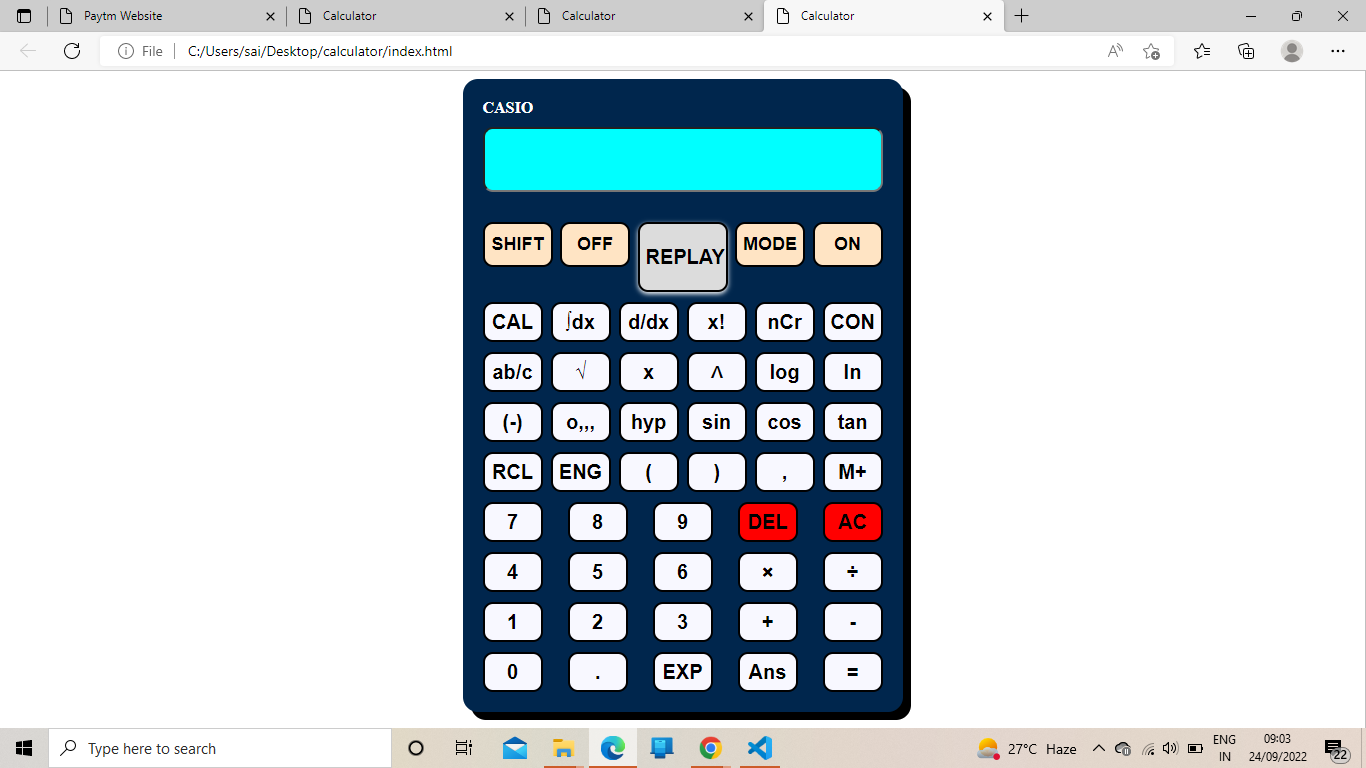 Paytm Website Calculator Calculator Calculator
File C:/Users/sai/Desktop/calculator/index.html
CASIO
SHIFT OFF REPLAY MODE ON
CAL ∫dx d/dx x! nCr CON
ab/c √ x ^ log ln
(-) o,,, hyp sin cos tan
RCL ENG ( ) , M+
7 8 9 DEL AC
4 5 6 × ÷
1 2 3 + -
0 . EXP Ans =
Type here to search 27°C Haze ENG 09:03
IN 24/09/2022 22